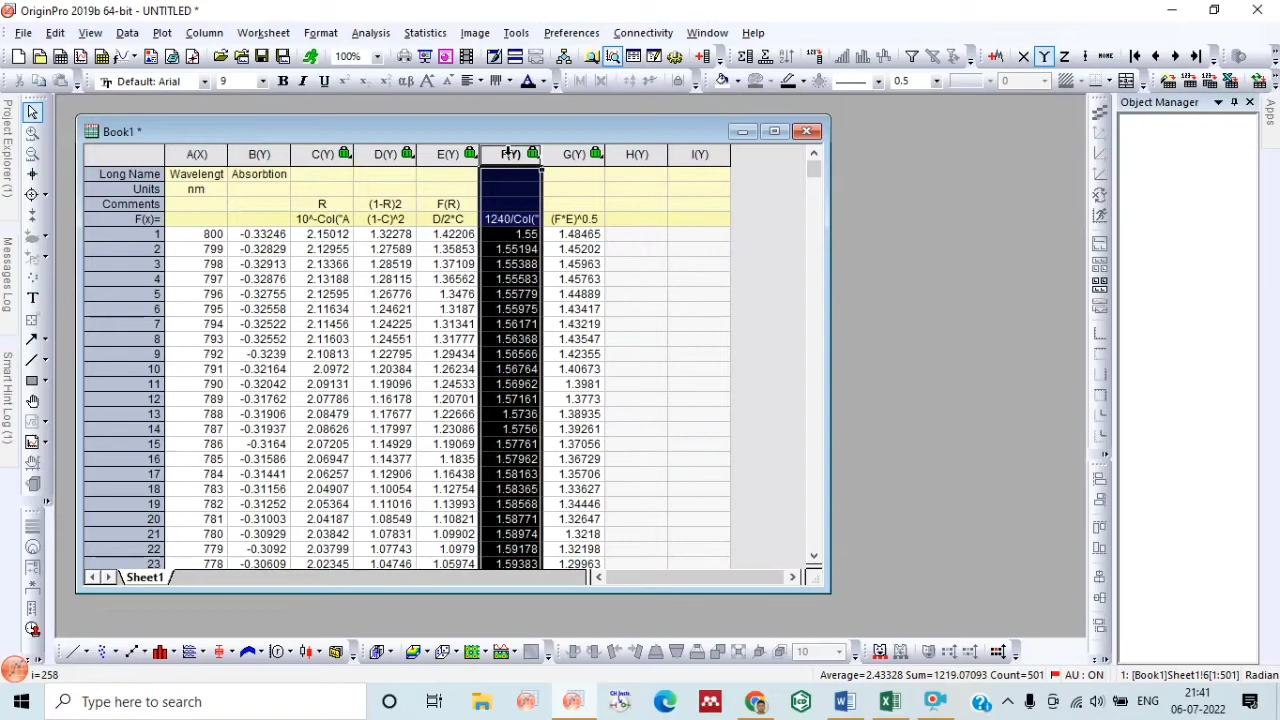 OriginPro 2019b 64-bit - UNTITLED *
File Edit View Data Plot Column Worksheet Format Analysis Statistics Image Tools Preferences Connectivity Window Help
100%
Default: Arial 9 B I U 0.5 0
Project Explorer (1)
Messages Log
Smart Hint Log (1)
Book1 *
Object Manager
Apps
A(X) B(Y) C(Y) D(Y) E(Y) F(Y) G(Y) H(Y) I(Y)
Long Name Wavelengt Absorbtion
Units nm
Comments R (1-R)2 F(R)
F(x)= 10^-Col("A (1-C)^2 D/2*C 1240/Col(" (F*E)^0.5
1 800 -0.33246 2.15012 1.32278 1.42206 1.55 1.48465
2 799 -0.32829 2.12955 1.27589 1.35853 1.55194 1.45202
3 798 -0.32913 2.13366 1.28519 1.37109 1.55388 1.45963
4 797 -0.32876 2.13188 1.28115 1.36562 1.55583 1.45763
5 796 -0.32755 2.12595 1.26776 1.3476 1.55779 1.44889
6 795 -0.32558 2.11634 1.24621 1.3187 1.55975 1.43417
7 794 -0.32522 2.11456 1.24225 1.31341 1.56171 1.43219
8 793 -0.32552 2.11603 1.24551 1.31777 1.56368 1.43547
9 792 -0.3239 2.10813 1.22795 1.29434 1.56566 1.42355
10 791 -0.32164 2.0972 1.20384 1.26234 1.56764 1.40673
11 790 -0.32042 2.09131 1.19096 1.24533 1.56962 1.3981
12 789 -0.31762 2.07786 1.16178 1.20701 1.57161 1.3773
13 788 -0.31906 2.08479 1.17677 1.22666 1.5736 1.38935
14 787 -0.31937 2.08626 1.17997 1.23086 1.5756 1.39261
15 786 -0.3164 2.07205 1.14929 1.19069 1.57761 1.37056
16 785 -0.31586 2.06947 1.14377 1.1835 1.57962 1.36729
17 784 -0.31441 2.06257 1.12906 1.16438 1.58163 1.35706
18 783 -0.31156 2.04907 1.10054 1.12754 1.58365 1.33627
19 782 -0.31252 2.05364 1.11016 1.13993 1.58568 1.34446
20 781 -0.31003 2.04187 1.08549 1.10821 1.58771 1.32647
21 780 -0.30929 2.03842 1.07831 1.09902 1.58974 1.3218
22 779 -0.3092 2.03799 1.07743 1.0979 1.59178 1.32198
23 778 -0.30609 2.02345 1.04746 1.05974 1.59383 1.29963
Sheet1
10
i=258
Average=2.43328 Sum=1219.07093 Count=501 AU : ON 1: [Book1]Sheet1!6[1:501] Radian
Type here to search
ENG
21:41
06-07-2022